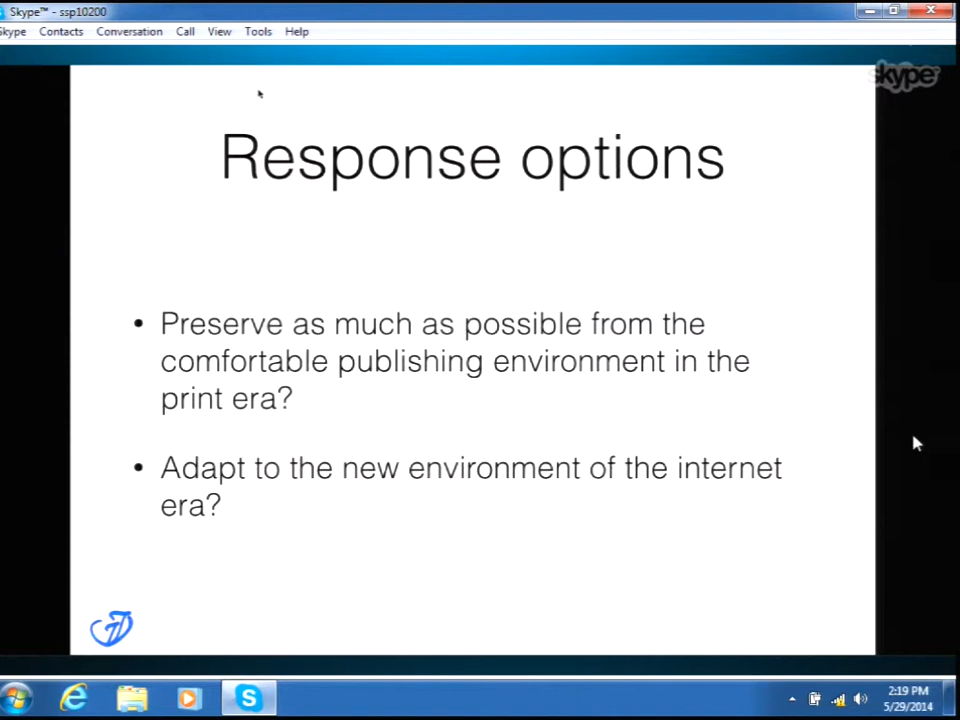 Skype™ - ssp10200
Skype Contacts Conversation Call View Tools Help
skype
Response options
• Preserve as much as possible from the
comfortable publishing environment in the
print era?
• Adapt to the new environment of the internet
era?
2:19 PM
5/29/2014